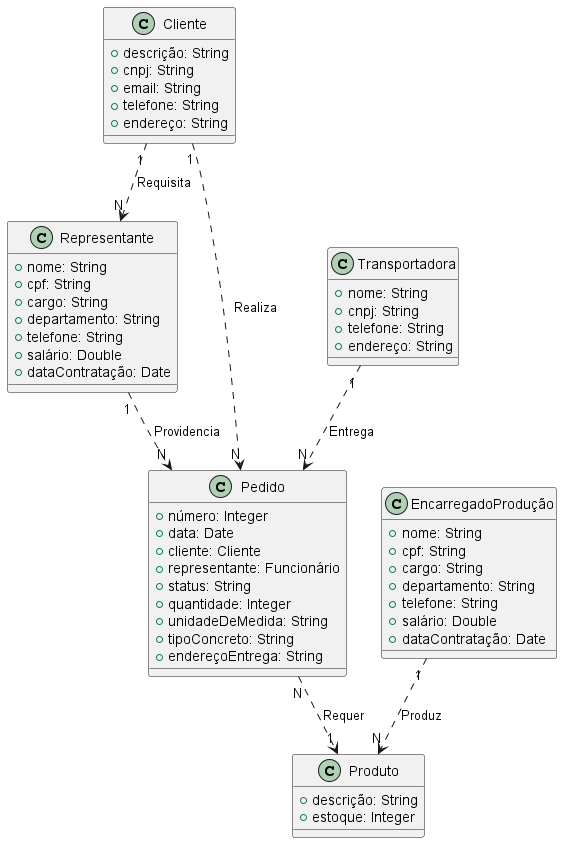 C Cliente
descrição: String
cnpj: String
email: String
telefone: String
endereço: String
1
1
Requisita
N
C Representante
nome: String
cpf: String
cargo: String
departamento: String
telefone: String
salário: Double
dataContratação: Date
Realiza
C Transportadora
nome: String
cnpj: String
telefone: String
endereço: String
1
1
Providencia
Entrega
N
N
N
C Pedido
número: Integer
data: Date
cliente: Cliente
representante: Funcionário
status: String
quantidade: Integer
unidadeDeMedida: String
tipoConcreto: String
endereçoEntrega: String
C EncarregadoProdução
nome: String
cpf: String
cargo: String
departamento: String
telefone: String
salário: Double
dataContratação: Date
N
1
Requer
Produz
1
N
C Produto
descrição: String
estoque: Integer